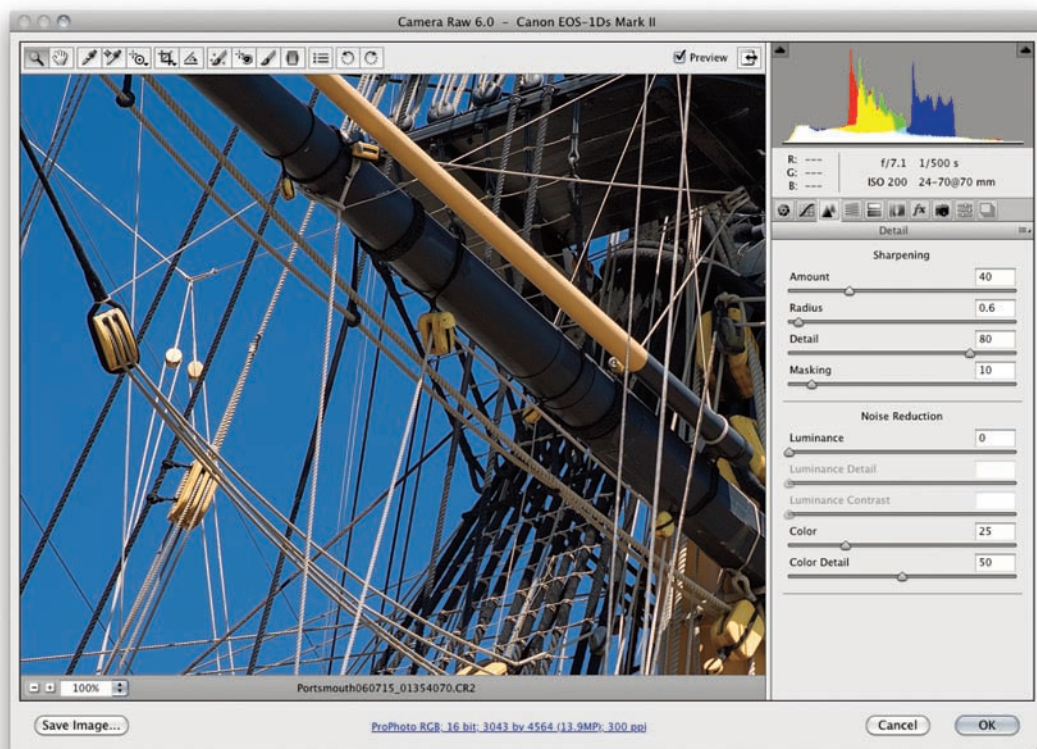 Camera Raw 6.0 - Canon EOS-1Ds Mark II
Preview
R: ---
G: ---
B: ---
f/7.1 1/500 s
ISO 200 24-70@70 mm
fx
Detail
Sharpening
Amount 40
Radius 0.6
Detail 80
Masking 10
Noise Reduction
Luminance 0
Luminance Detail
Luminance Contrast
Color 25
Color Detail 50
100%
Portsmouth060715_01354070.CR2
Save Image...
ProPhoto RGB; 16 bit; 3043 by 4564 (13.9MP); 300 ppi
Cancel
OK